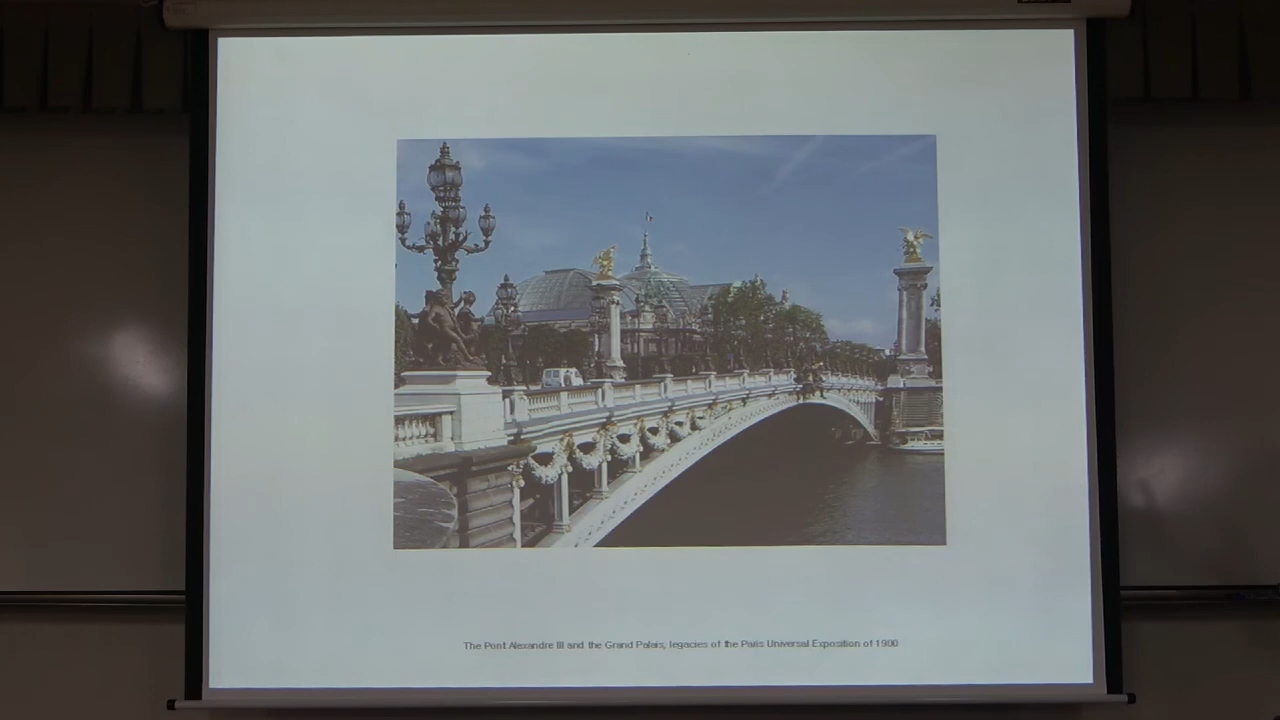 The Pont Alexandre III and the Grand Palais, legacies of the Paris Universal Exposition of 1900